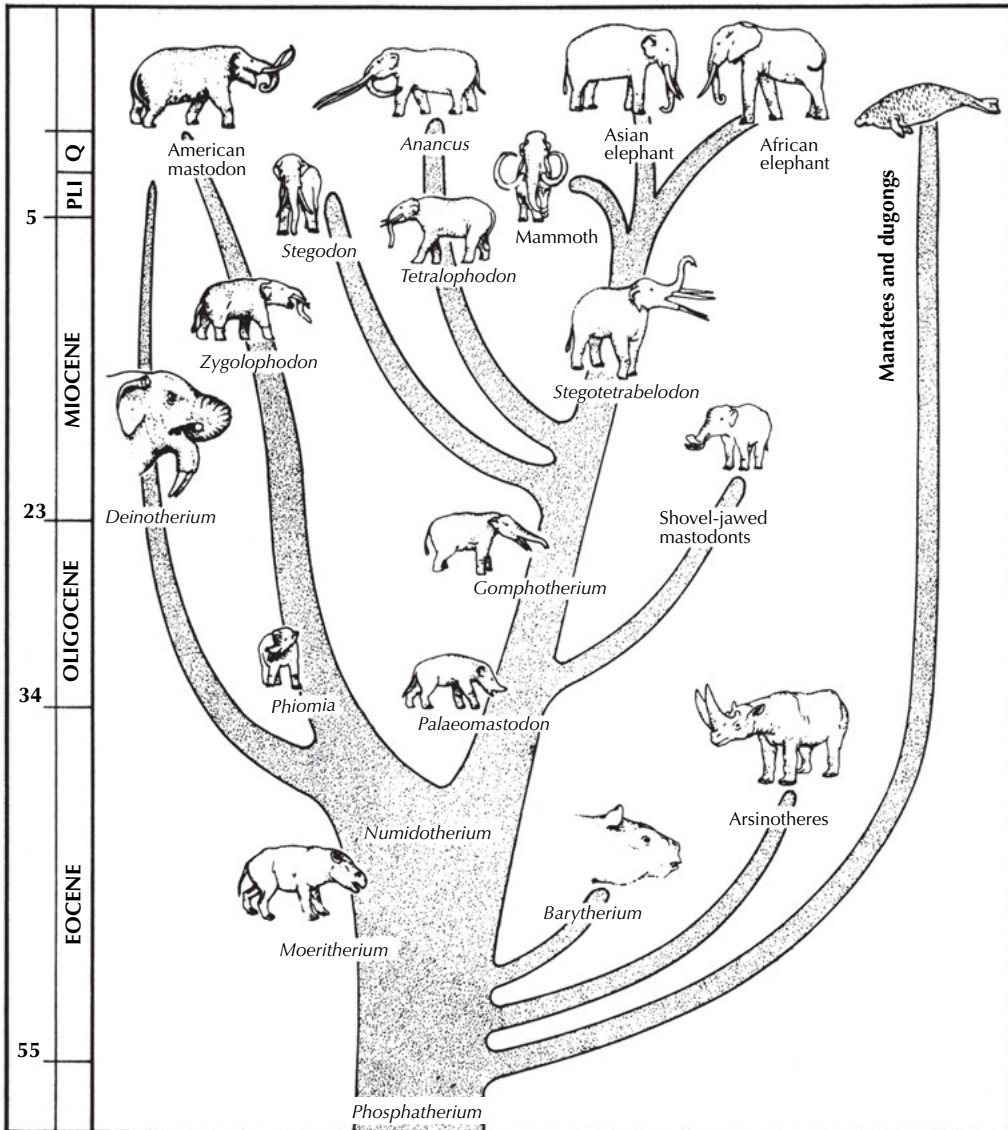 American
mastodon
Anancus
Asian
elephant
African
elephant
Q
PLI
5
Stegodon
Tetralophodon
Mammoth
Manatees and dugongs
MIOCENE
Zygolophodon
Stegotetrabelodon
Deinotherium
23
Shovel-jawed
mastodonts
Gomphotherium
OLIGOCENE
34
Phiomia
Palaeomastodon
Numidotherium
Arsinotheres
EOCENE
Moeritherium
Barytherium
55
Phosphatherium